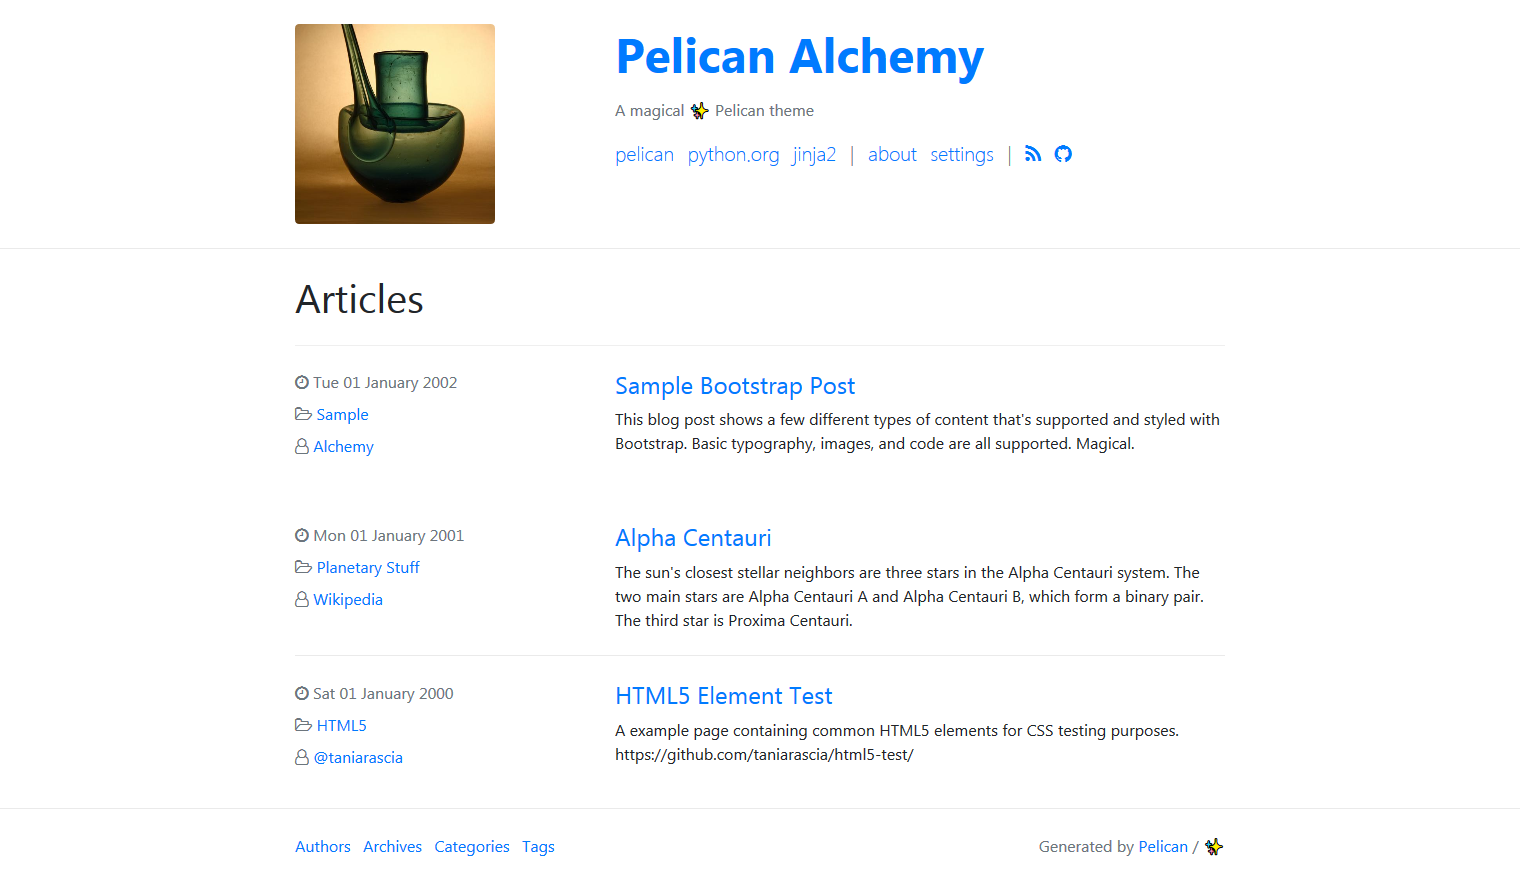 Pelican Alchemy
A magical ✨ Pelican theme
pelican python.org jinja2 | about settings |
Articles
Tue 01 January 2002
Sample
Alchemy
Sample Bootstrap Post
This blog post shows a few different types of content that's supported and styled with
Bootstrap. Basic typography, images, and code are all supported. Magical.
Mon 01 January 2001
Planetary Stuff
Wikipedia
Alpha Centauri
The sun's closest stellar neighbors are three stars in the Alpha Centauri system. The
two main stars are Alpha Centauri A and Alpha Centauri B, which form a binary pair.
The third star is Proxima Centauri.
Sat 01 January 2000
HTML5
@taniarascia
HTML5 Element Test
A example page containing common HTML5 elements for CSS testing purposes.
https://github.com/taniarascia/html5-test/
Authors Archives Categories Tags
Generated by Pelican / ✨